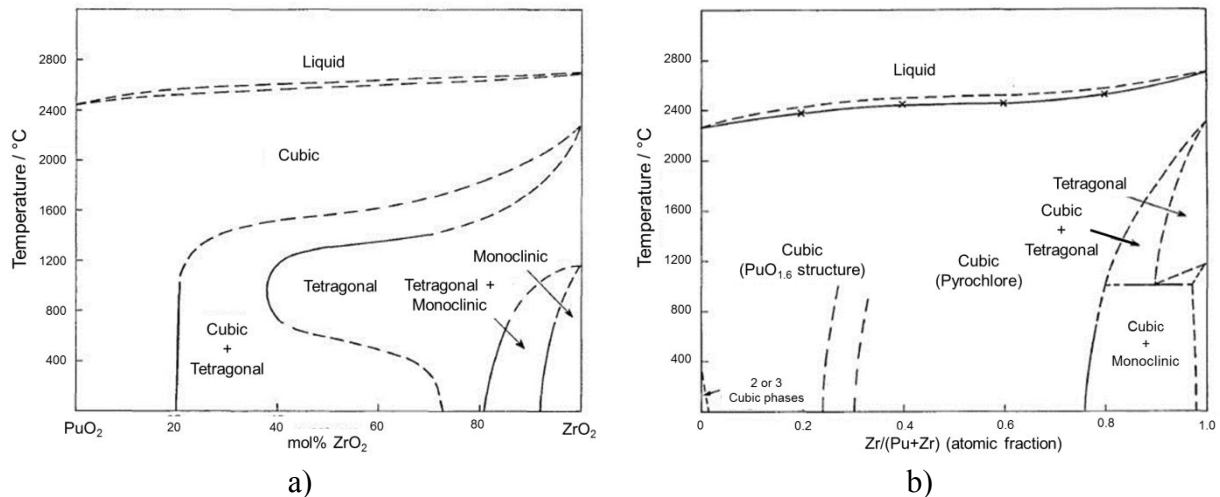 2800
2400
2000
1600
1200
800
400
Temperature / °C
Liquid
Cubic
Monoclinic
Tetragonal
Tetragonal +
Monoclinic
Cubic
+
Tetragonal
PuO2
20
40
60
80
ZrO2
mol% ZrO2
a)
2800
2400
2000
1600
1200
800
400
Temperature / °C
Liquid
Tetragonal
Cubic
+
Tetragonal
Cubic
(PuO1.6 structure)
Cubic
(Pyrochlore)
Cubic
+
Monoclinic
2 or 3
Cubic phases
0
0.2
0.4
0.6
0.8
1.0
Zr/(Pu+Zr) (atomic fraction)
b)